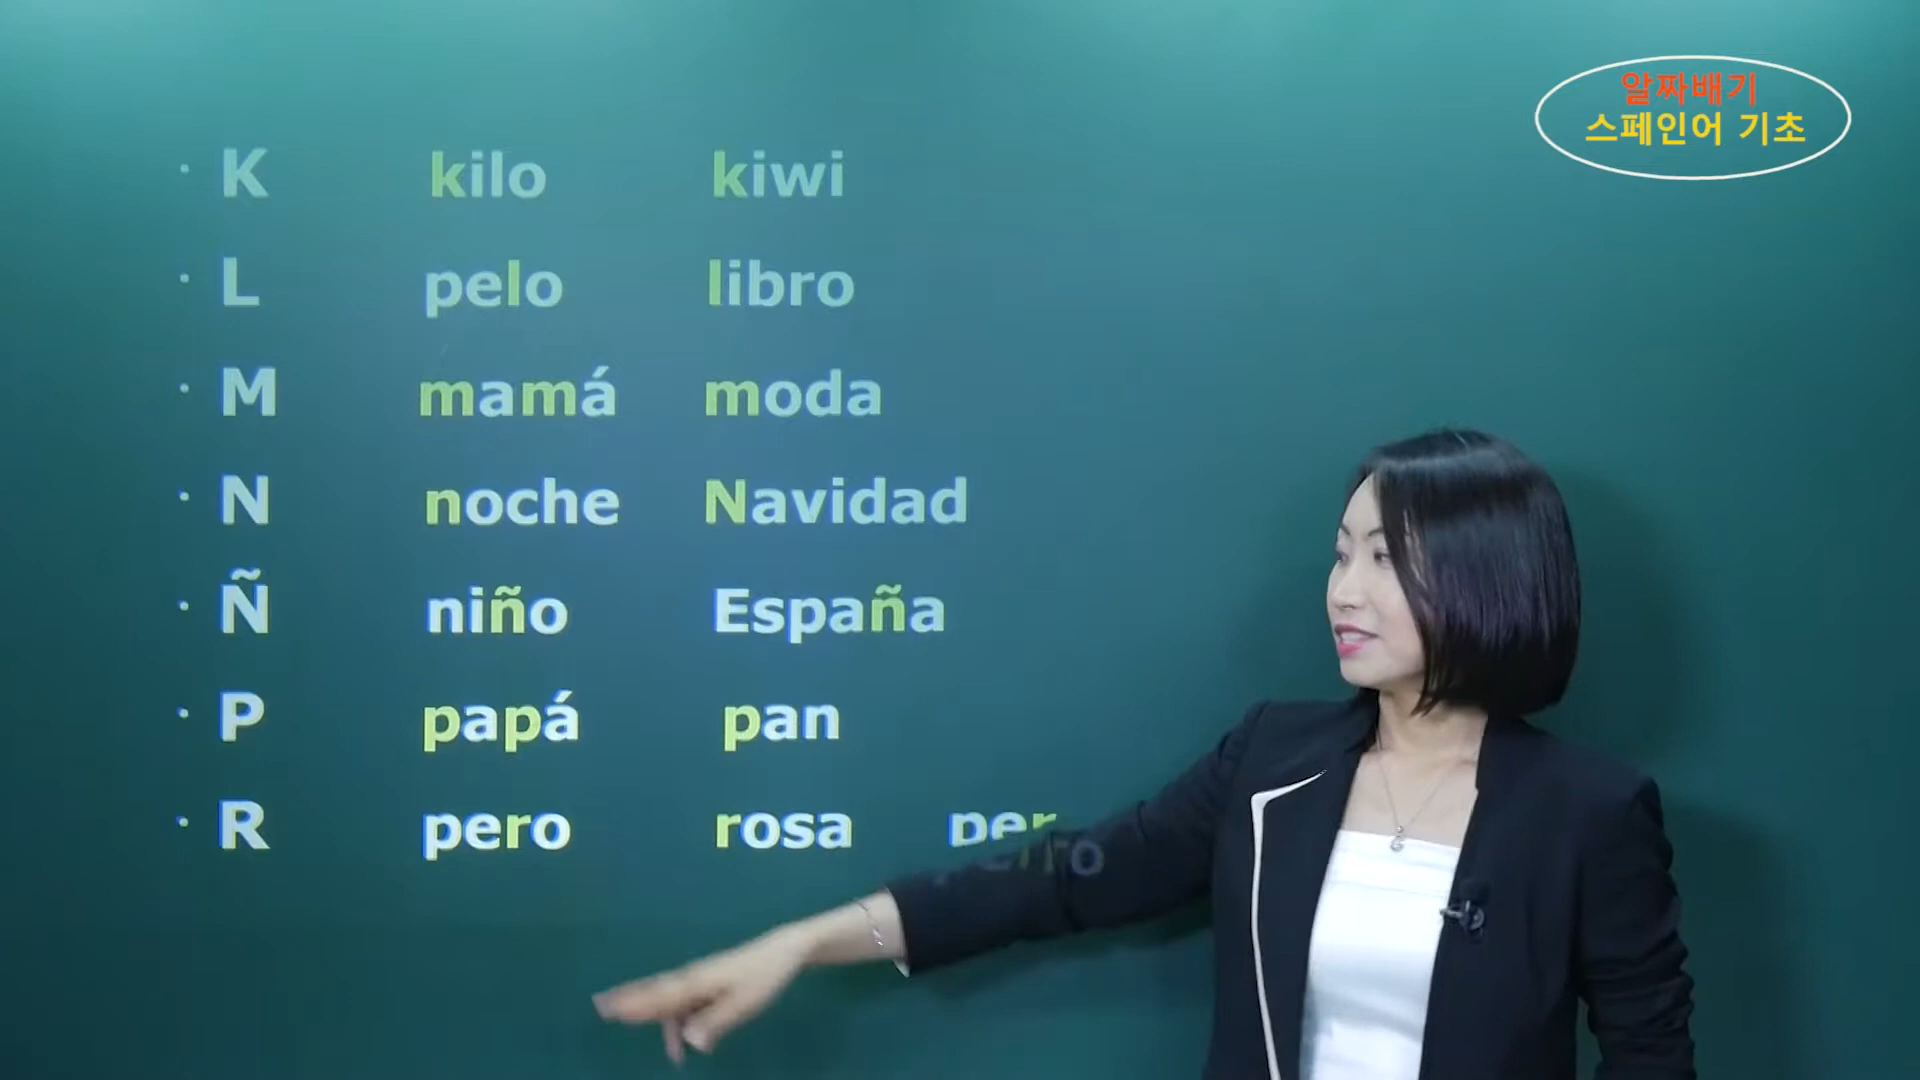 알짜배기
스페인어 기초
· K kilo kiwi
· L pelo libro
· M mamá moda
· N noche Navidad
· Ñ niño España
· P papá pan
· R pero rosa perro